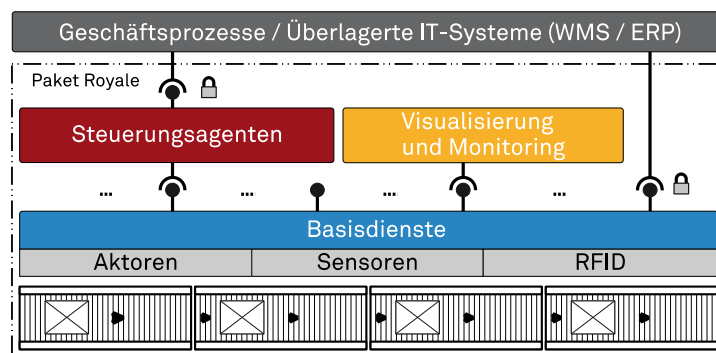 Geschäftsprozesse / Überlagerte IT-Systeme (WMS / ERP)
Paket Royale
Steuerungsagenten
Visualisierung
und Monitoring
... ... ... ...
Basisdienste
Aktoren Sensoren RFID